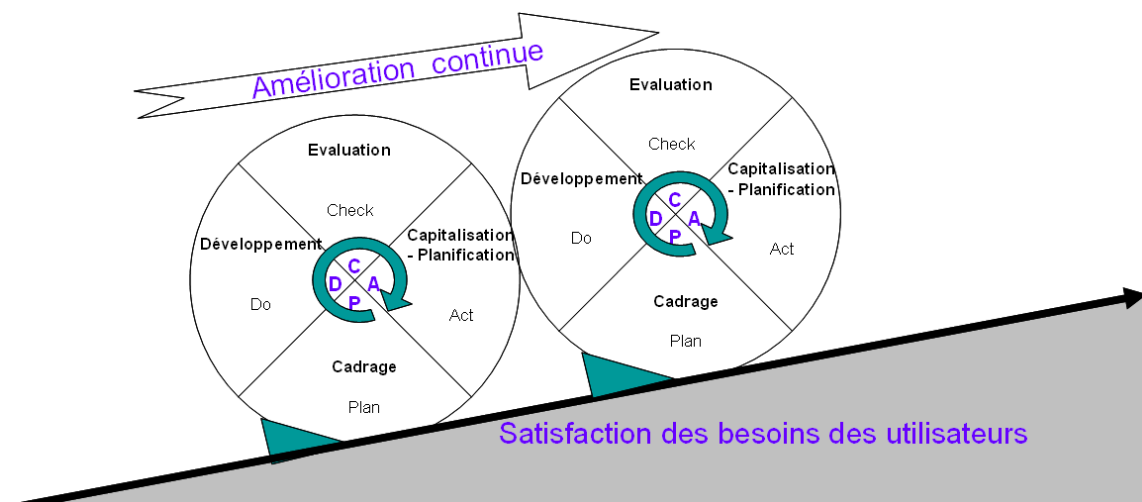 Amélioration continue
Evaluation
Check
Développement
Capitalisation
- Planification
C
D A
P
Do
Act
Cadrage
Plan
Evaluation
Check
Développement
Capitalisation
- Planification
C
D A
P
Do
Act
Cadrage
Plan
Satisfaction des besoins des utilisateurs